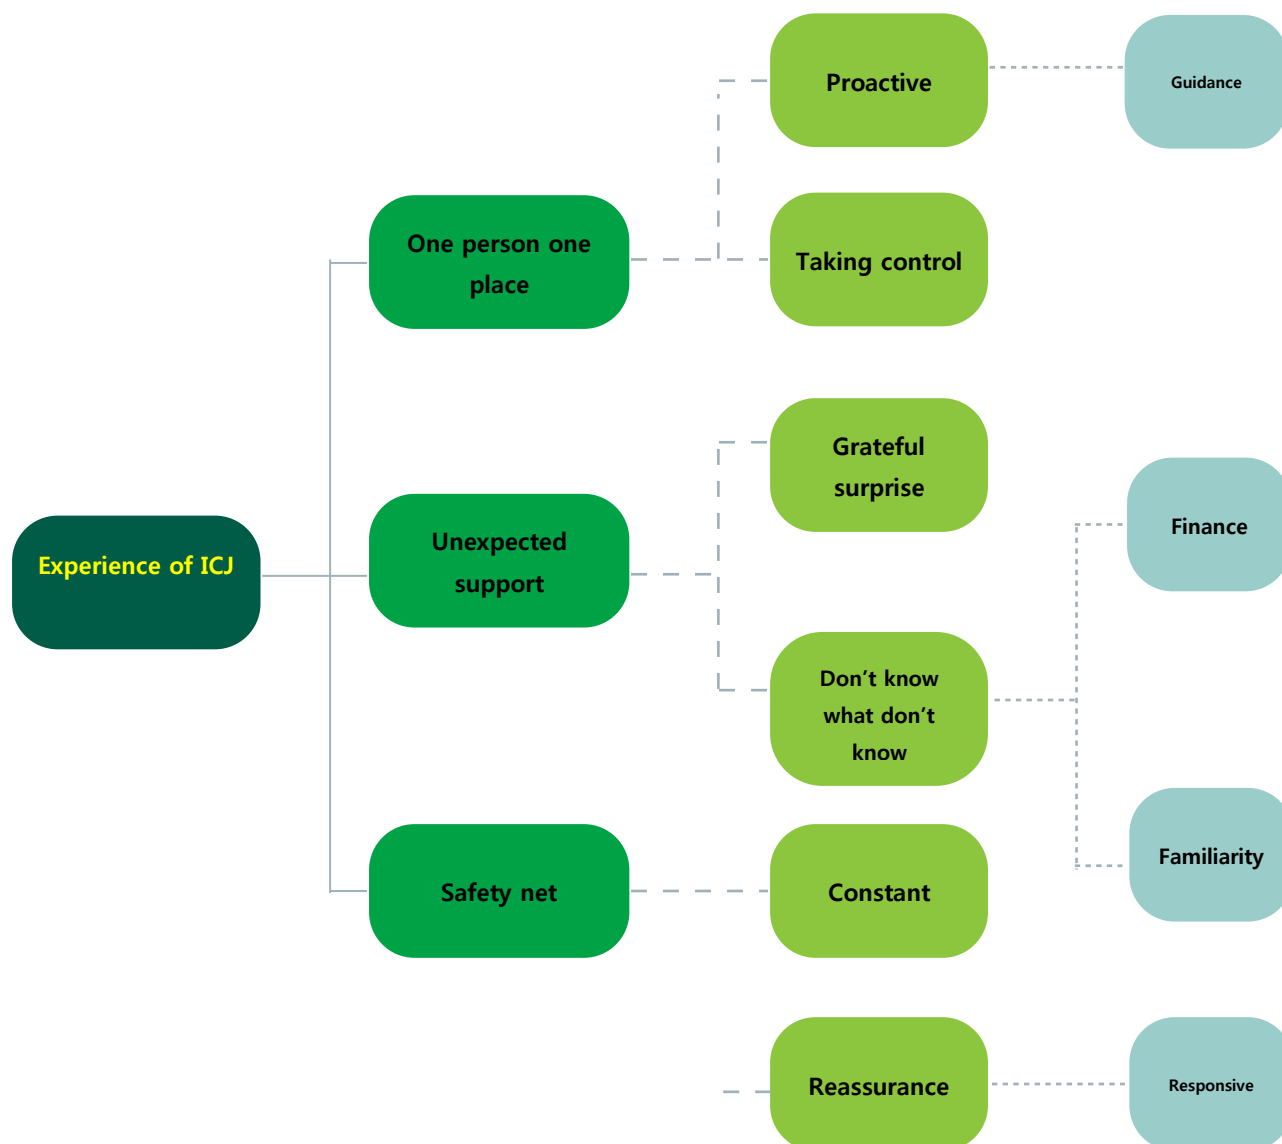 Proactive
Guidance
One person one
place
Taking control
Grateful
surprise
Experience of ICJ
Unexpected
support
Finance
Don’t know
what don’t
know
Familiarity
Safety net
Constant
Reassurance
Responsive